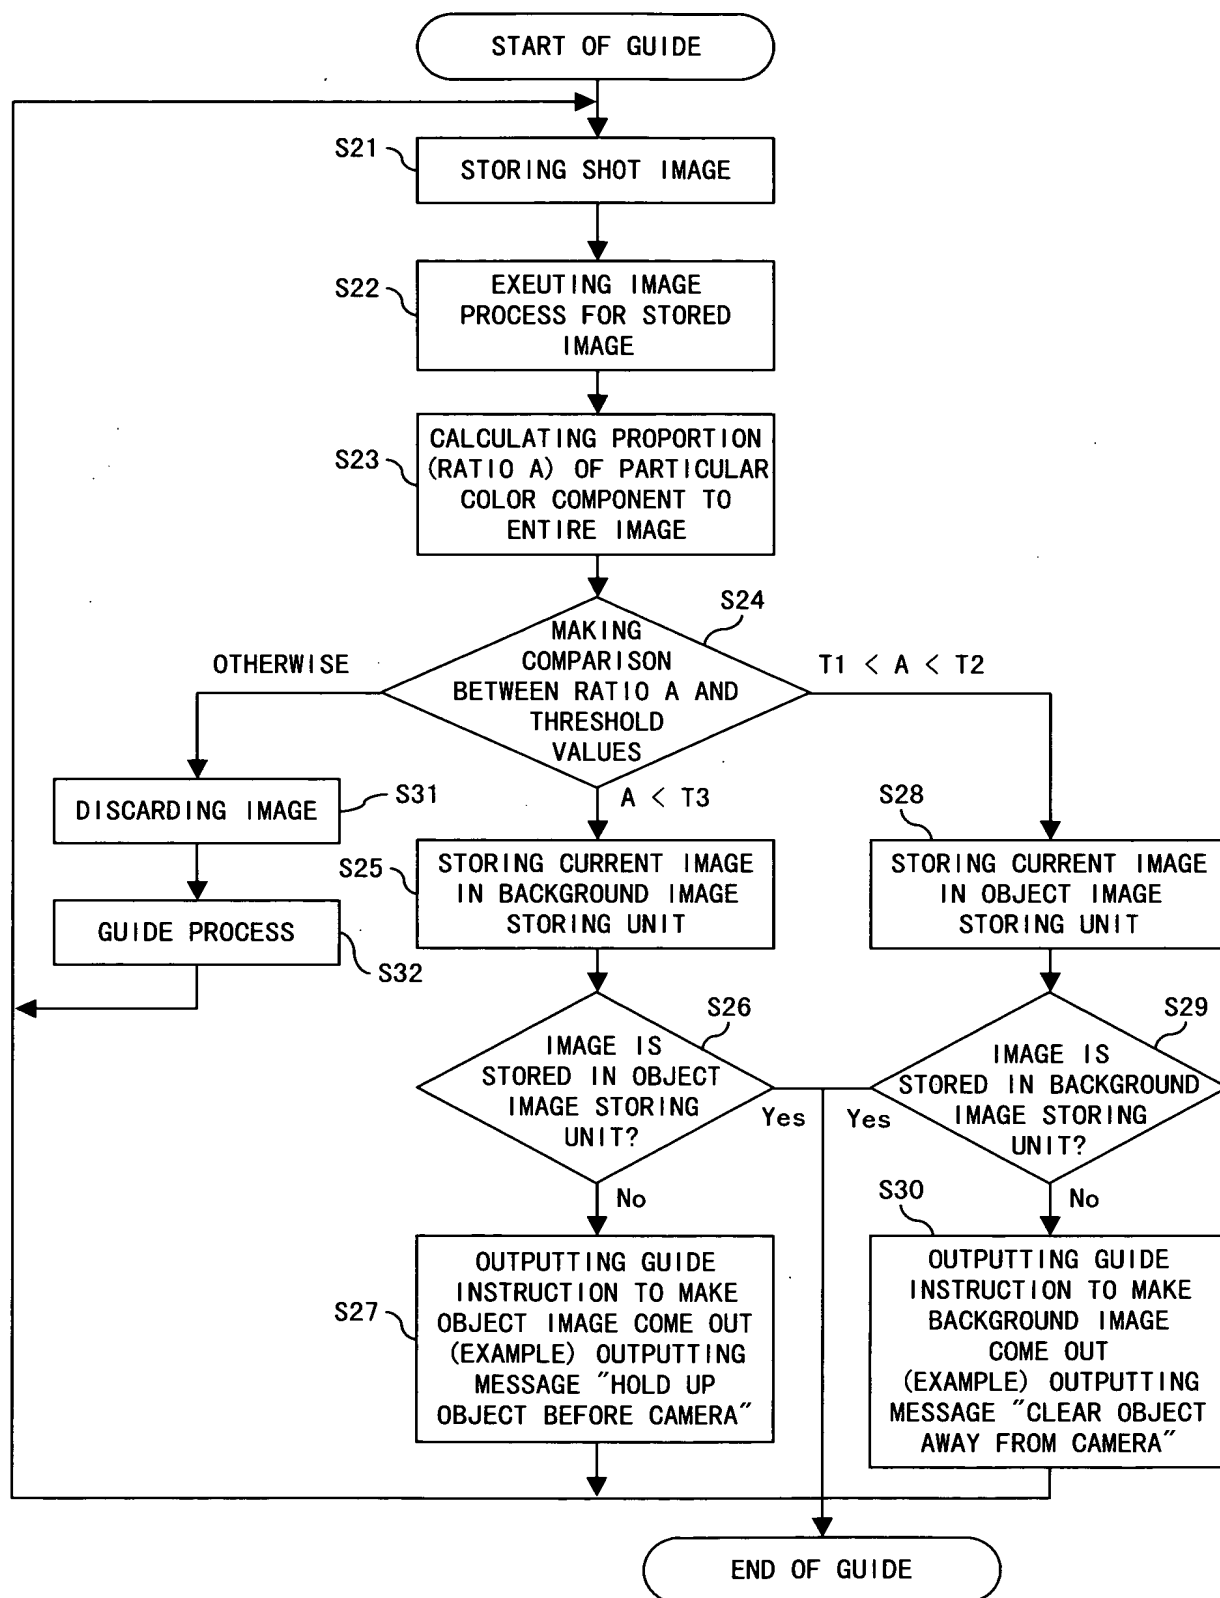 START OF GUIDE
S21
STORING SHOT IMAGE
S22
EXEUTING IMAGE
PROCESS FOR STORED
IMAGE
S23
CALCULATING PROPORTION
(RATIO A) OF PARTICULAR
COLOR COMPONENT TO
ENTIRE IMAGE
S24
MAKING
COMPARISON
BETWEEN RATIO A AND
THRESHOLD
VALUES
OTHERWISE
T1 < A < T2
A < T3
S31
DISCARDING IMAGE
GUIDE PROCESS
S32
S25
STORING CURRENT IMAGE
IN BACKGROUND IMAGE
STORING UNIT
S28
STORING CURRENT IMAGE
IN OBJECT IMAGE
STORING UNIT
S26
IMAGE IS
STORED IN OBJECT
IMAGE STORING
UNIT?
Yes
No
S29
IMAGE IS
STORED IN BACKGROUND
IMAGE STORING
UNIT?
Yes
No
S27
OUTPUTTING GUIDE
INSTRUCTION TO MAKE
OBJECT IMAGE COME OUT
(EXAMPLE) OUTPUTTING
MESSAGE "HOLD UP
OBJECT BEFORE CAMERA"
S30
OUTPUTTING GUIDE
INSTRUCTION TO MAKE
BACKGROUND IMAGE
COME OUT
(EXAMPLE) OUTPUTTING
MESSAGE "CLEAR OBJECT
AWAY FROM CAMERA"
END OF GUIDE